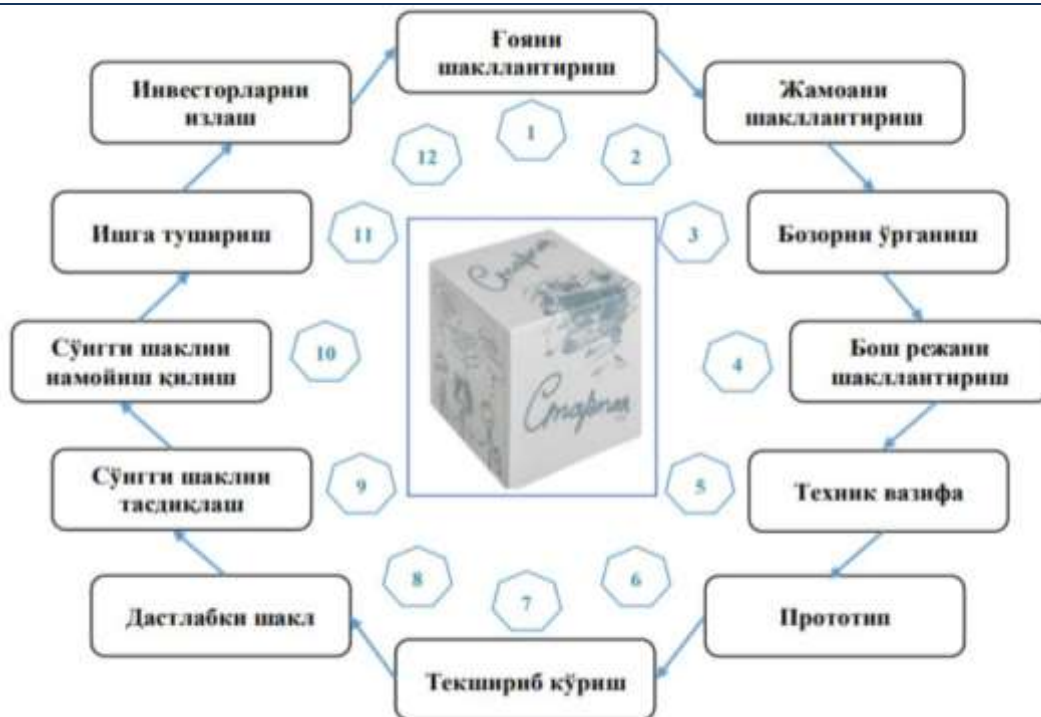 Ғояни
шакллантириш
1
Жамоани
шакллантириш
2
Бозорни ўрганиш
3
Бош режани
шакллантириш
4
Техник вазифа
5
Прототип
6
Текшириб кўриш
7
Дастлабки шакл
8
Сўнгги шаклни
тасдиқлаш
9
Сўнгги шаклни
намойиш қилиш
10
Ишга тушириш
11
Инвесторларни
излаш
12
Стартап
Стартап